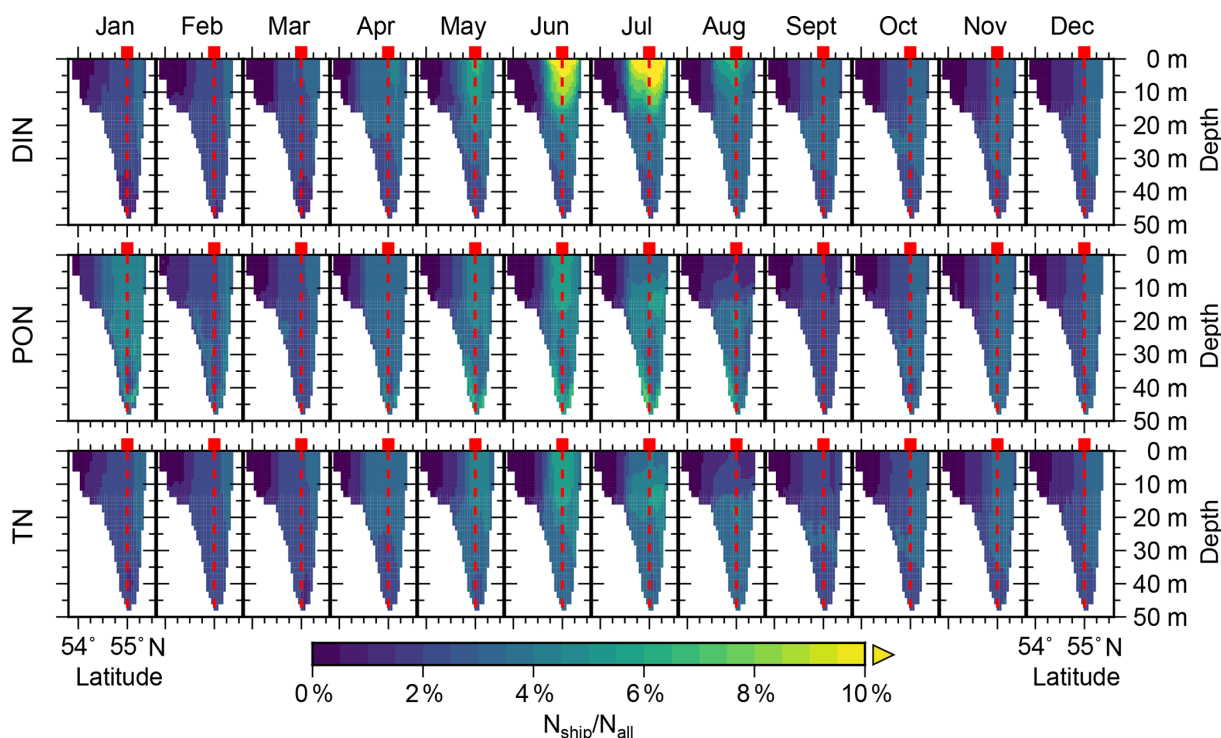 Jan Feb Mar Apr May Jun Jul Aug Sept Oct Nov Dec
DIN
0 m
10 m
20 m
30 m
40 m
50 m
Depth
PON
0 m
10 m
20 m
30 m
40 m
50 m
Depth
TN
0 m
10 m
20 m
30 m
40 m
50 m
Depth
54° 55° N
Latitude
54° 55° N
Latitude
0 % 2 % 4 % 6 % 8 % 10 %
Nship/Nall